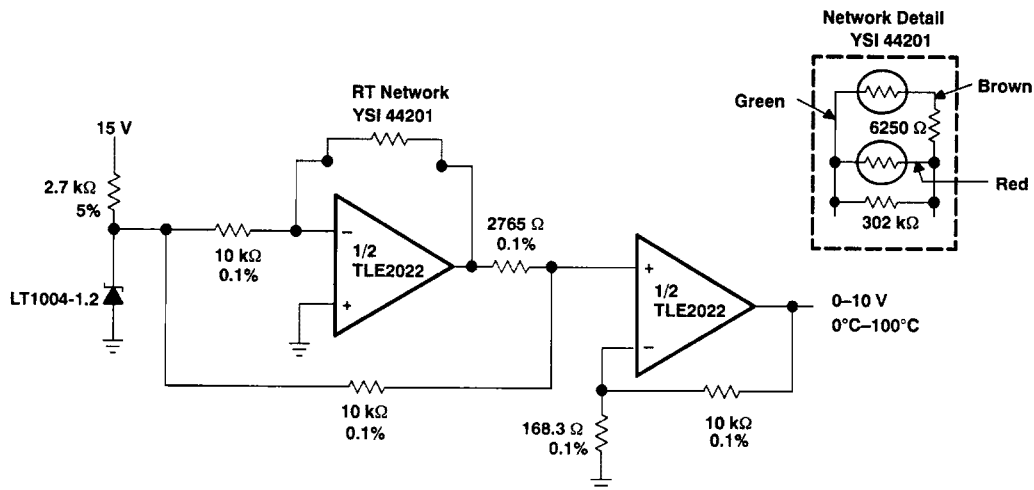 Network Detail
YSI 44201
Green
Brown
6250 Ω
Red
302 kΩ
RT Network
YSI 44201
15 V
2.7 kΩ
5%
LT1004-1.2
10 kΩ
0.1%
−
1/2
TLE2022
+
2765 Ω
0.1%
+
1/2
TLE2022
−
0–10 V
0°C–100°C
10 kΩ
0.1%
168.3 Ω
0.1%
10 kΩ
0.1%